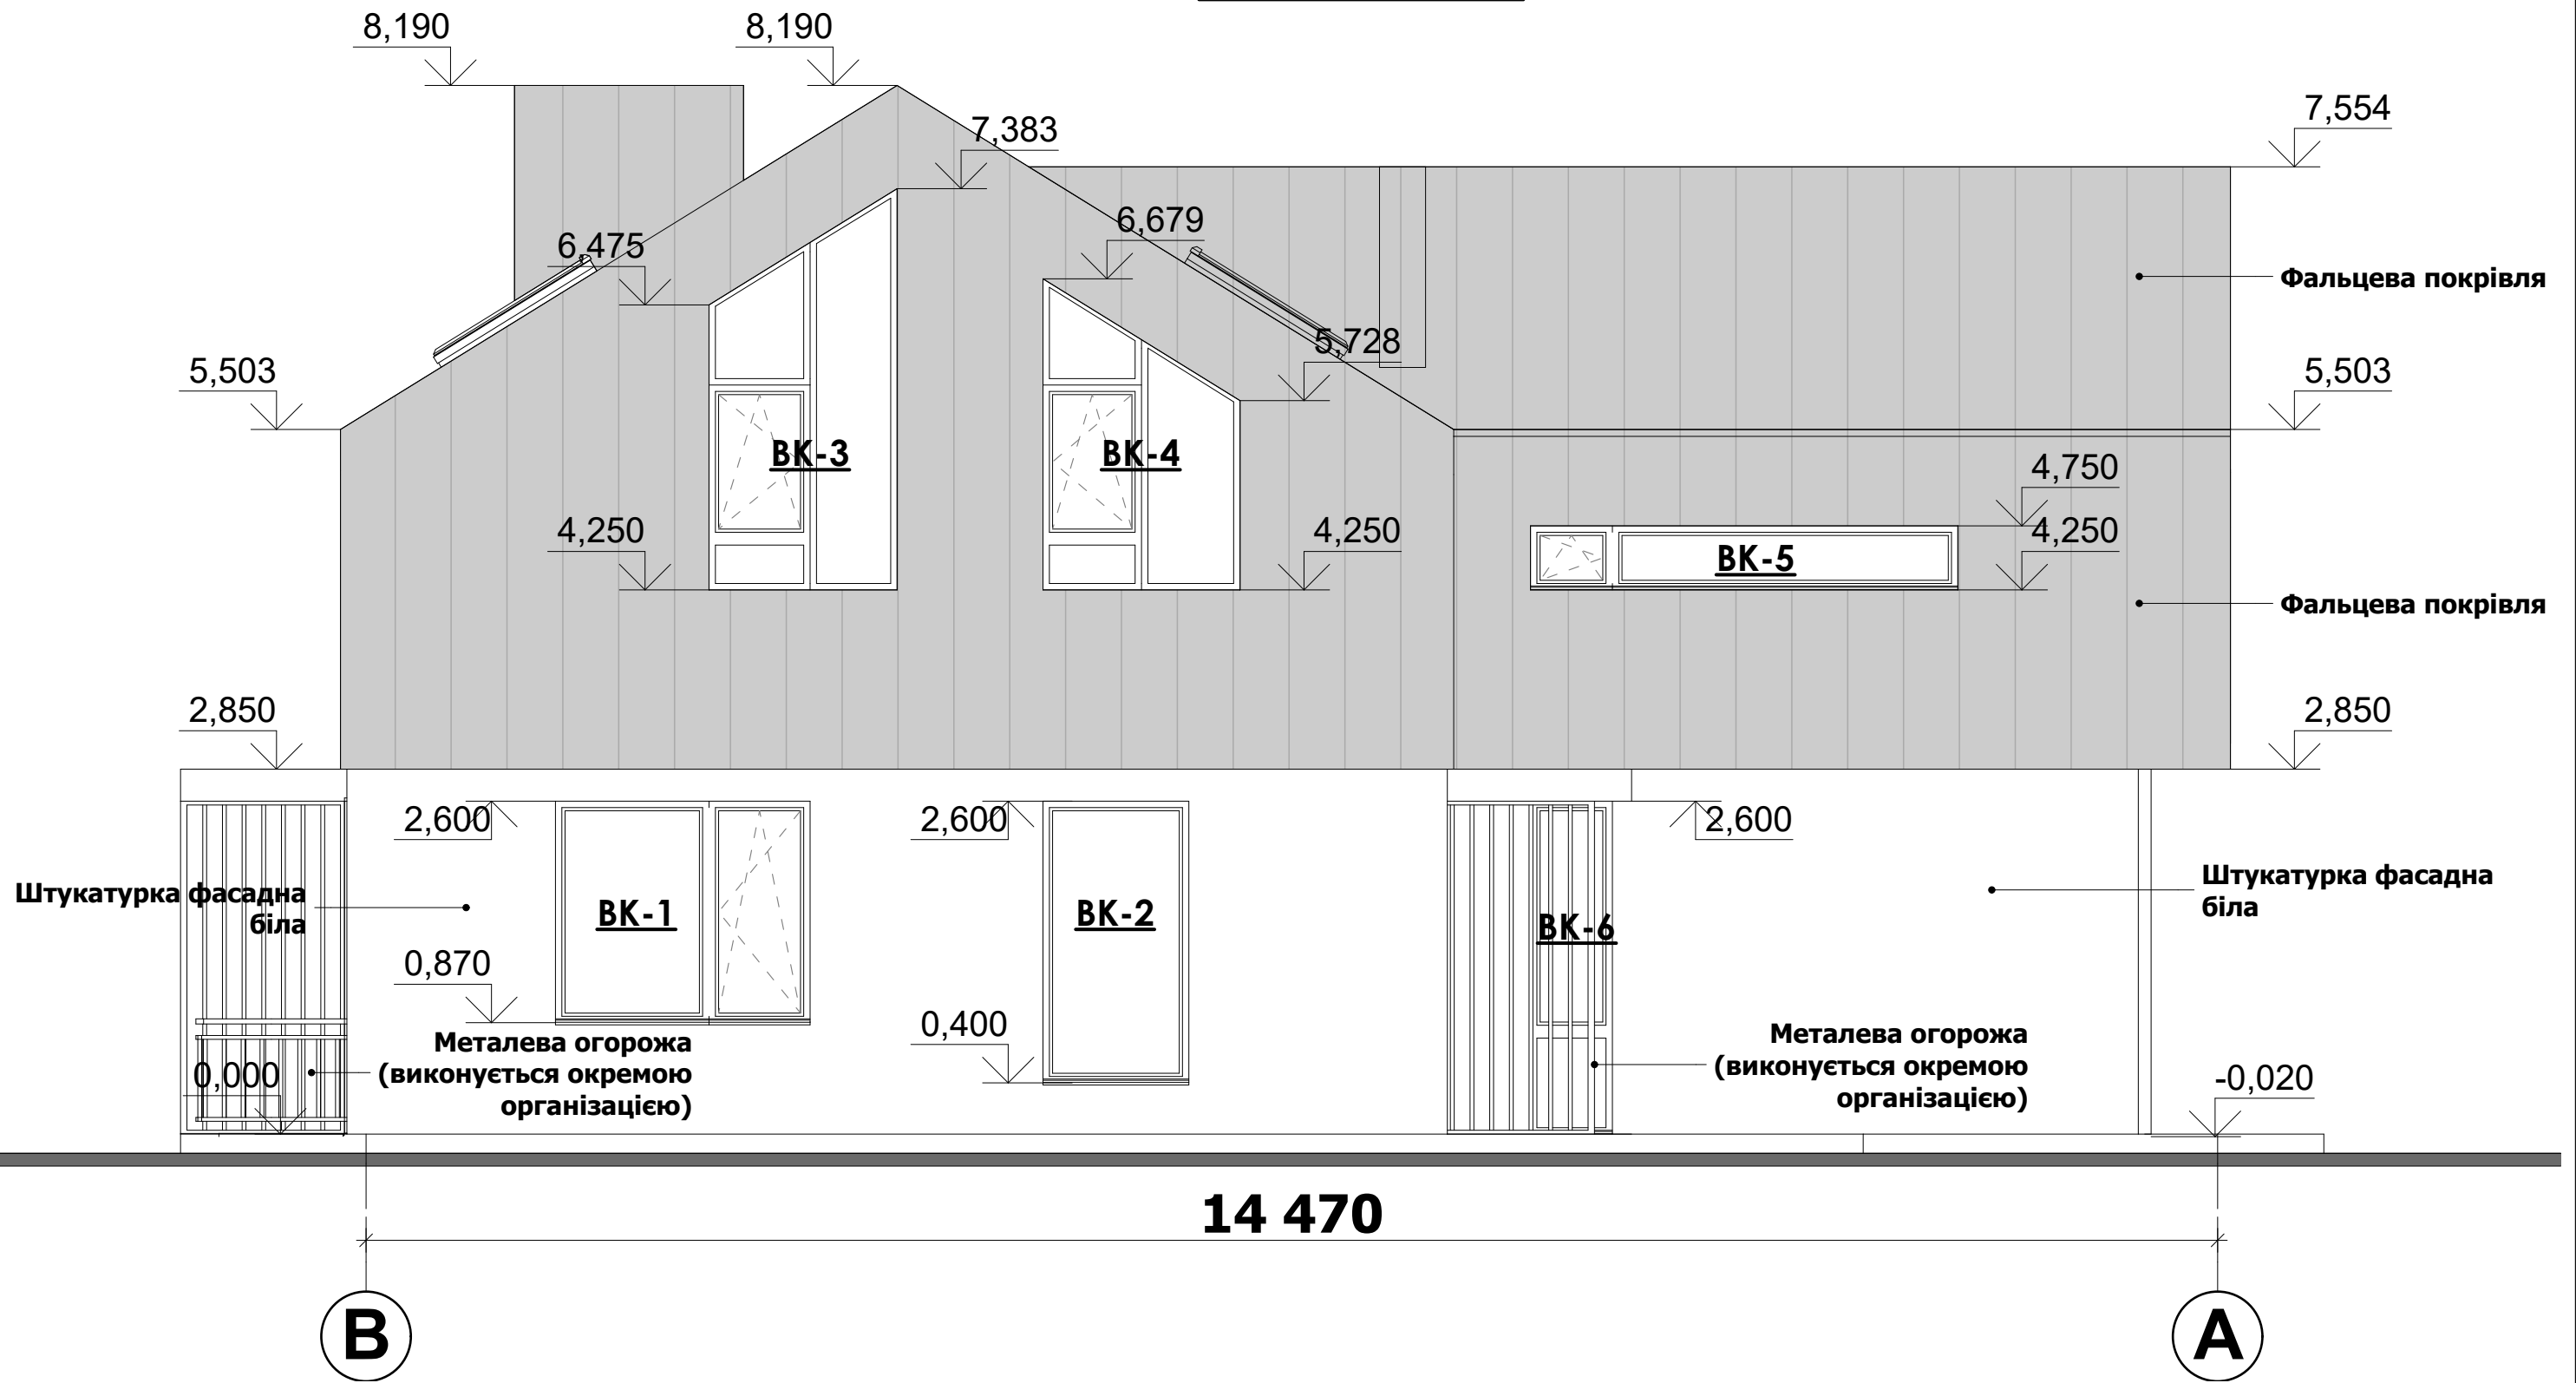 8,190
8,190
7,554
7,383
6,679
6,475
Фальцева покрівля
5,728
5,503
5,503
ВК-3
ВК-4
4,750
4,250
4,250
4,250
ВК-5
Фальцева покрівля
2,850
2,850
2,600
2,600
2,600
Штукатурка фасадна
біла
ВК-1
ВК-2
ВК-6
Штукатурка фасадна
біла
0,870
0,400
Металева огорожа
(виконується окремою
організацією)
Металева огорожа
(виконується окремою
організацією)
0,000
-0,020
14 470
В
А